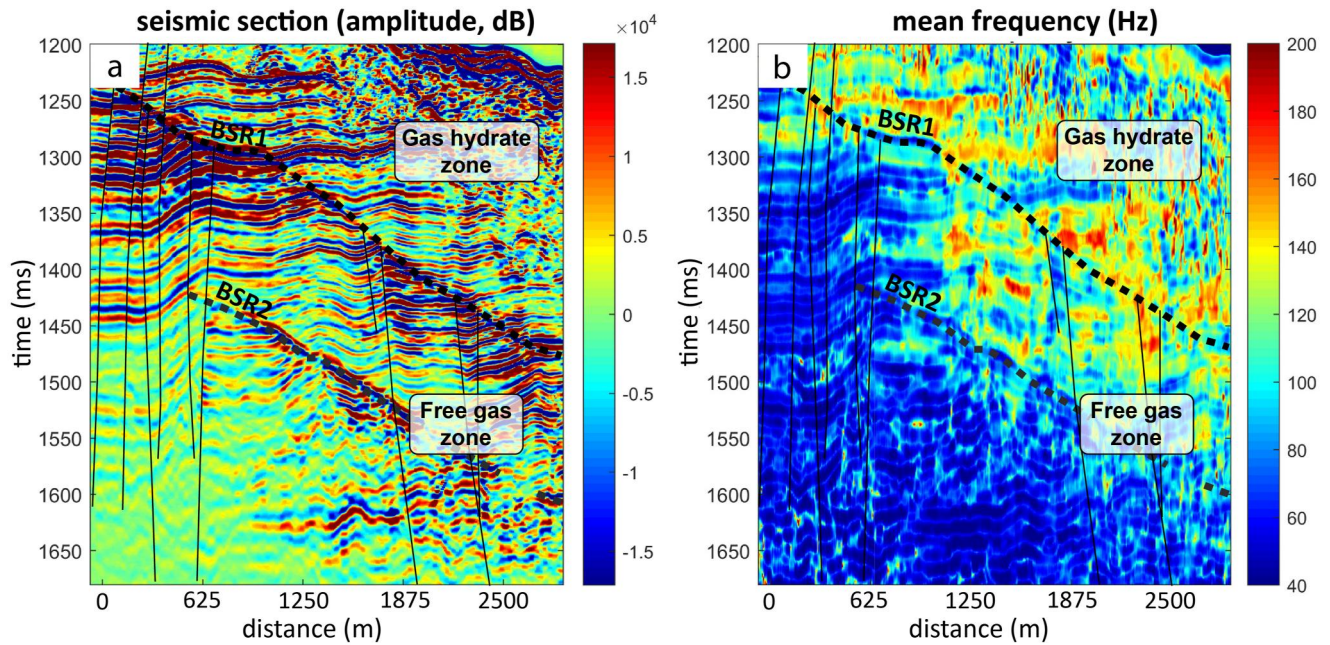 seismic section (amplitude, dB)
×10⁴
a
1200
1250
1300
1350
1400
1450
1500
1550
1600
1650
time (ms)
BSR1
Gas hydrate
zone
BSR2
Free gas
zone
0
625
1250
1875
2500
distance (m)
1.5
1
0.5
0
-0.5
-1
-1.5
mean frequency (Hz)
b
1200
1250
1300
1350
1400
1450
1500
1550
1600
1650
time (ms)
BSR1
Gas hydrate
zone
BSR2
Free gas
zone
0
625
1250
1875
2500
distance (m)
200
180
160
140
120
100
80
60
40